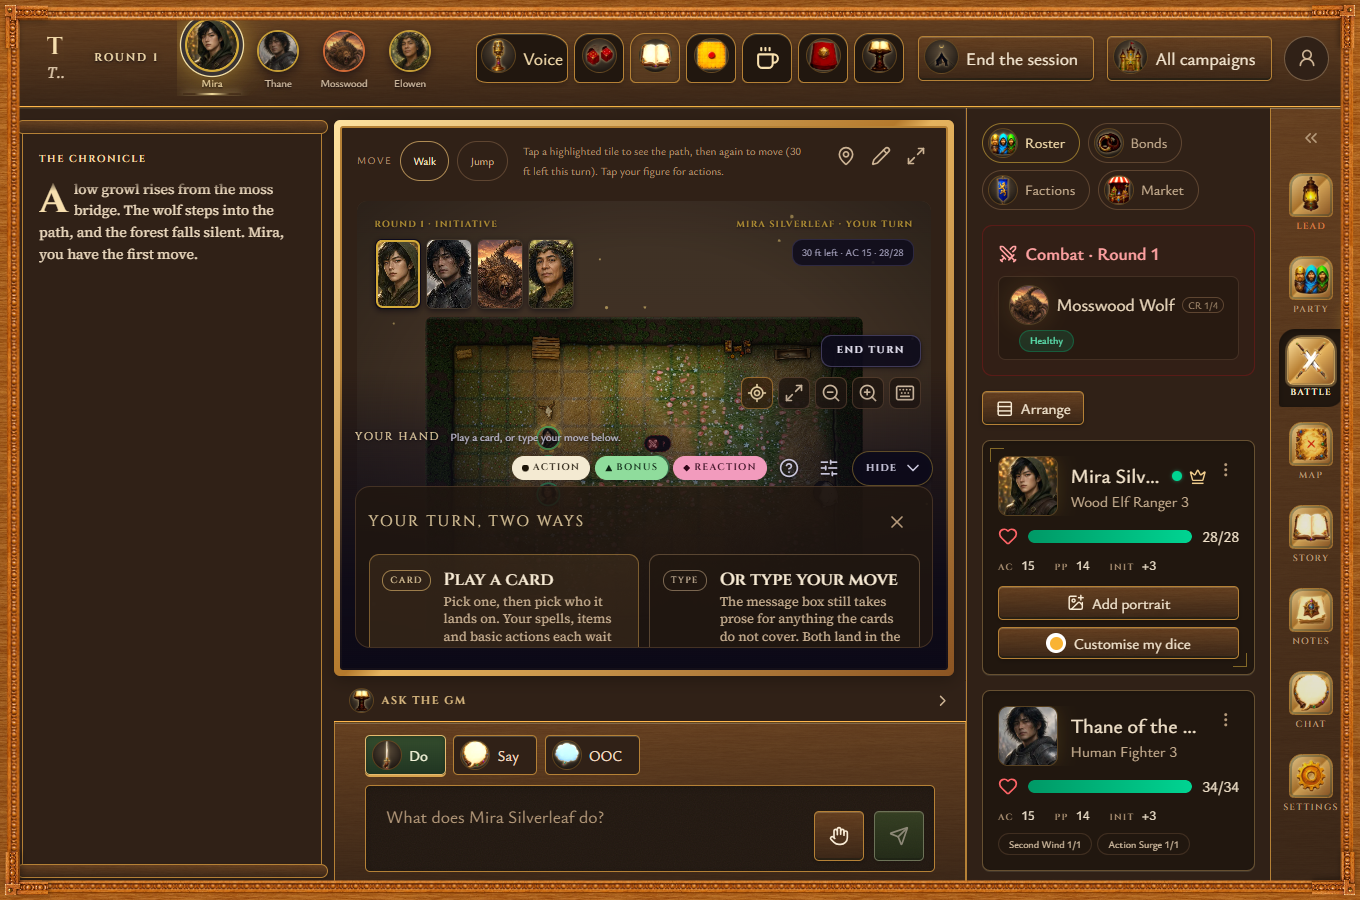 T
T..
ROUND 1
Mira
Thane
Mosswood
Elowen
Voice
End the session
All campaigns
THE CHRONICLE
A low growl rises from the moss
bridge. The wolf steps into the
path, and the forest falls silent. Mira,
you have the first move.
MOVE
Walk
Jump
Tap a highlighted tile to see the path, then again to move (30
ft left this turn). Tap your figure for actions.
ROUND 1 · INITIATIVE
MIRA SILVERLEAF · YOUR TURN
30 ft left · AC 15 · 28/28
END TURN
YOUR HAND
Play a card, or type your move below.
ACTION
BONUS
REACTION
HIDE
YOUR TURN, TWO WAYS
CARD
PLAY A CARD
Pick one, then pick who it
lands on. Your spells, items
and basic actions each wait
TYPE
OR TYPE YOUR MOVE
The message box still takes
prose for anything the cards
do not cover. Both land in the
ASK THE GM
Do
Say
OOC
What does Mira Silverleaf do?
Roster
Bonds
Factions
Market
Combat · Round 1
Mosswood Wolf
CR 1/4
Healthy
Arrange
Mira Silv...
Wood Elf Ranger 3
28/28
AC 15 PP 14 INIT +3
Add portrait
Customise my dice
Thane of the ...
Human Fighter 3
34/34
AC 15 PP 14 INIT +3
Second Wind 1/1
Action Surge 1/1
LEAD
PARTY
BATTLE
MAP
STORY
NOTES
CHAT
SETTINGS